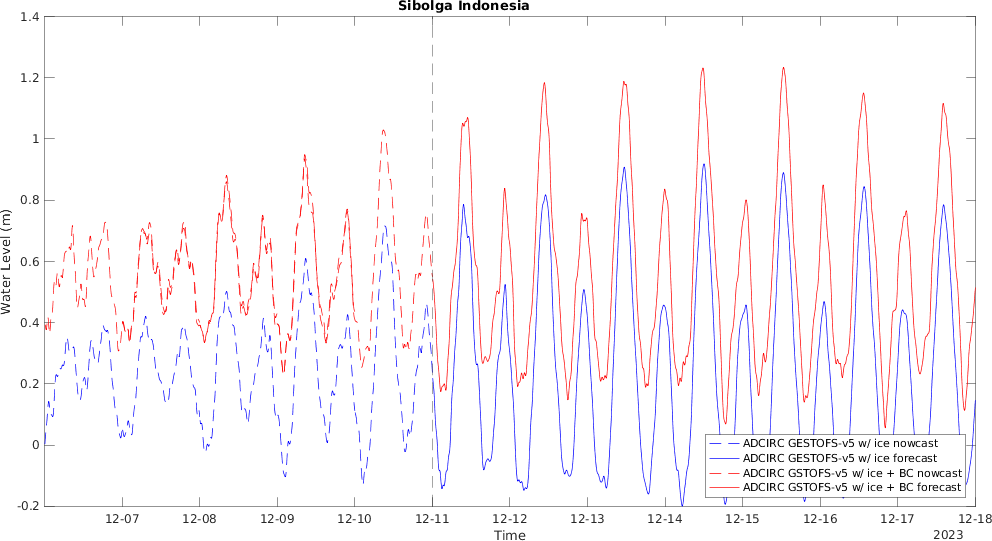 Sibolga Indonesia
1.4
1.2
1
0.8
0.6
0.4
0.2
0
-0.2
Water Level (m)
ADCIRC GESTOFS-v5 w/ ice nowcast
ADCIRC GESTOFS-v5 w/ ice forecast
ADCIRC GSTOFS-v5 w/ ice + BC nowcast
ADCIRC GSTOFS-v5 w/ ice + BC forecast
12-07 12-08 12-09 12-10 12-11 12-12 12-13 12-14 12-15 12-16 12-17 12-18
Time
2023